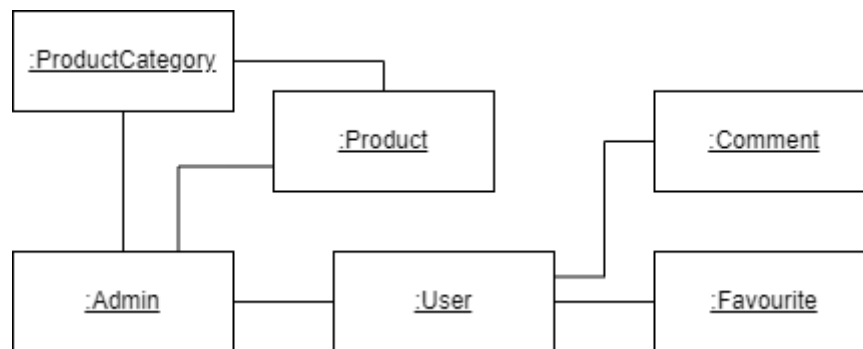 :ProductCategory
:Product
:Comment
:Admin
:User
:Favourite